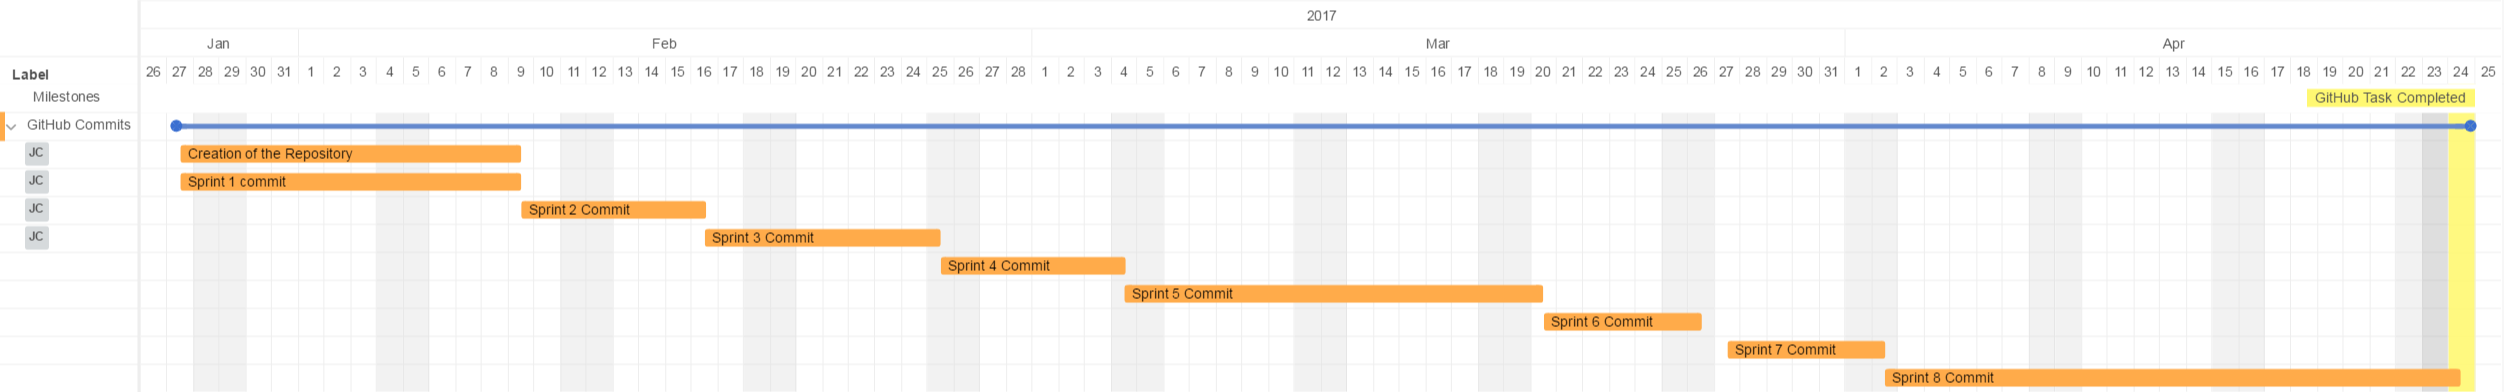 2017
Jan Feb Mar Apr
Label 26 27 28 29 30 31 1 2 3 4 5 6 7 8 9 10 11 12 13 14 15 16 17 18 19 20 21 22 23 24 25 26 27 28 1 2 3 4 5 6 7 8 9 10 11 12 13 14 15 16 17 18 19 20 21 22 23 24 25 26 27 28 29 30 31 1 2 3 4 5 6 7 8 9 10 11 12 13 14 15 16 17 18 19 20 21 22 23 24 25
Milestones GitHub Task Completed
GitHub Commits
JC Creation of the Repository
JC Sprint 1 commit
JC Sprint 2 Commit
JC Sprint 3 Commit
Sprint 4 Commit
Sprint 5 Commit
Sprint 6 Commit
Sprint 7 Commit
Sprint 8 Commit